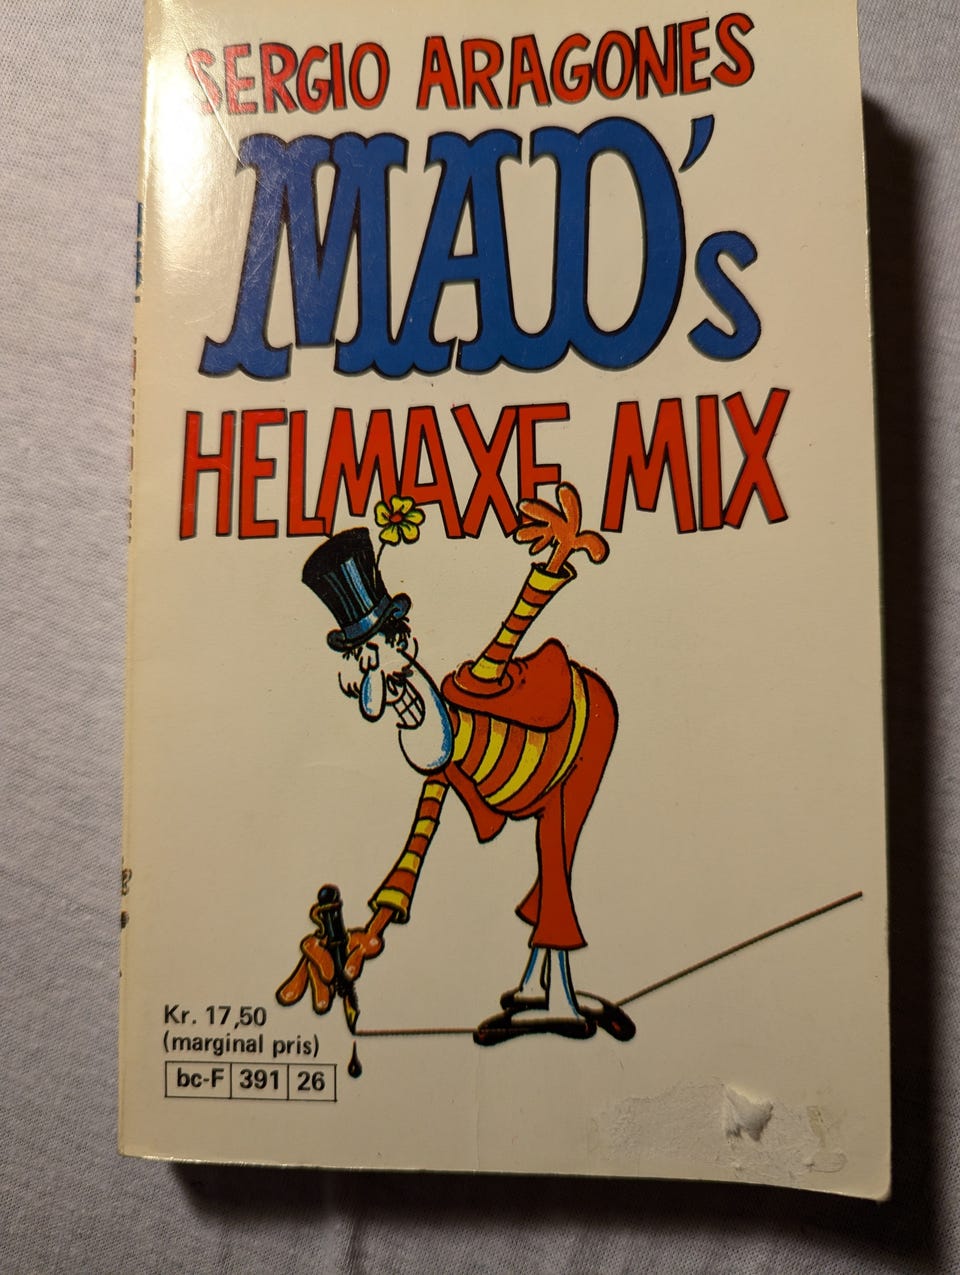 SERGIO ARAGONES
MAD's
HELMAXE MIX
Kr. 17,50
(marginal pris)
bc-F 391 26